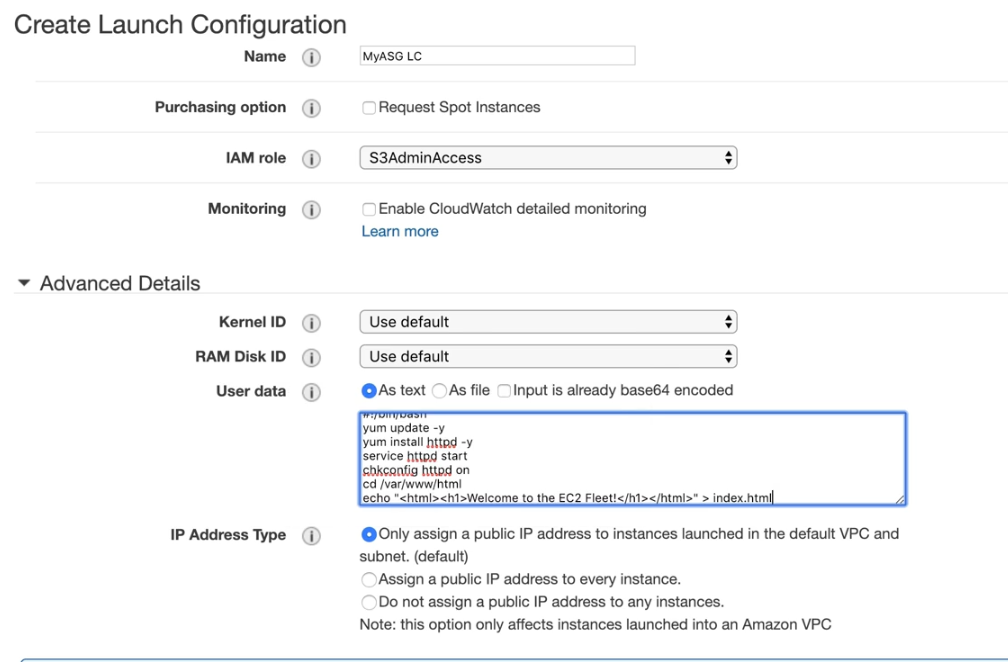 Create Launch Configuration
Name i MyASG LC
Purchasing option i Request Spot Instances
IAM role i S3AdminAccess
Monitoring i Enable CloudWatch detailed monitoring
Learn more
Advanced Details
Kernel ID i Use default
RAM Disk ID i Use default
User data i As text As file Input is already base64 encoded
#!/bin/bash
yum update -y
yum install httpd -y
service httpd start
chkconfig httpd on
cd /var/www/html
echo "<html><h1>Welcome to the EC2 Fleet!</h1></html>" > index.html
IP Address Type i Only assign a public IP address to instances launched in the default VPC and
subnet. (default)
Assign a public IP address to every instance.
Do not assign a public IP address to any instances.
Note: this option only affects instances launched into an Amazon VPC